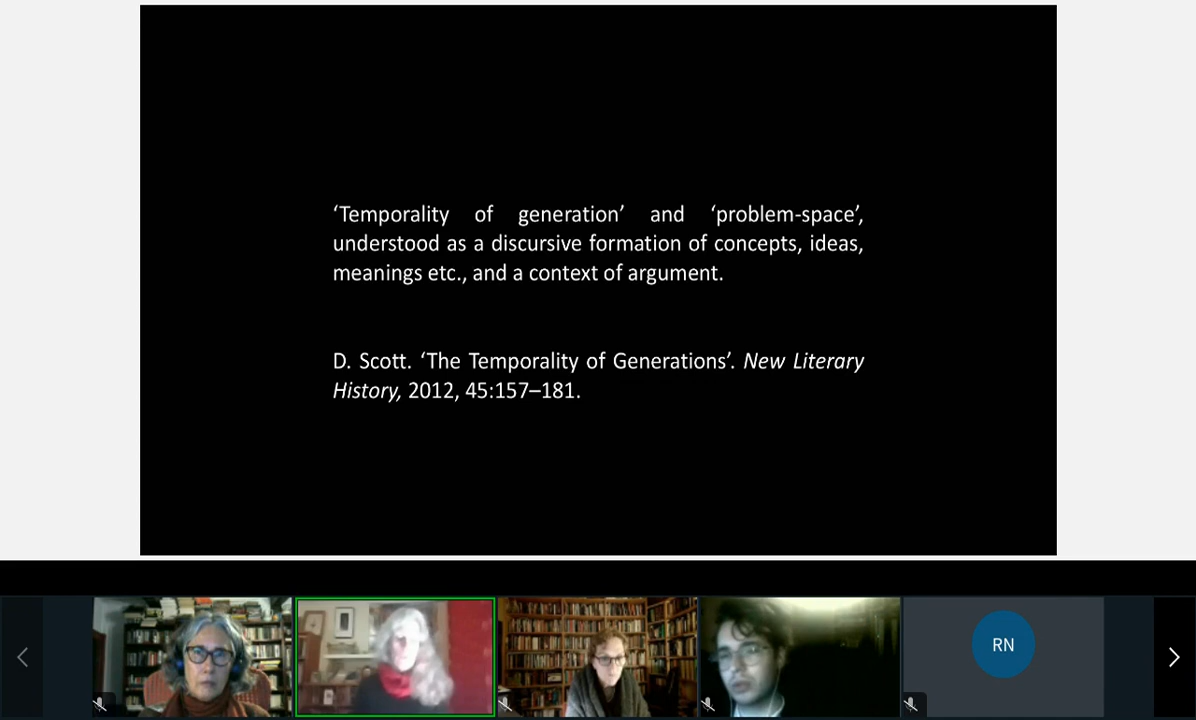 ‘Temporality of generation’ and ‘problem-space’,
understood as a discursive formation of concepts, ideas,
meanings etc., and a context of argument.
D. Scott. ‘The Temporality of Generations’. New Literary
History, 2012, 45:157–181.
RN